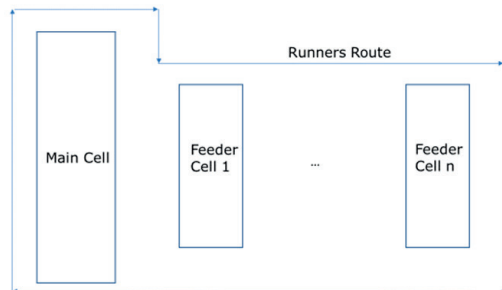 Runners Route
Main Cell
Feeder
Cell 1
...
Feeder
Cell n